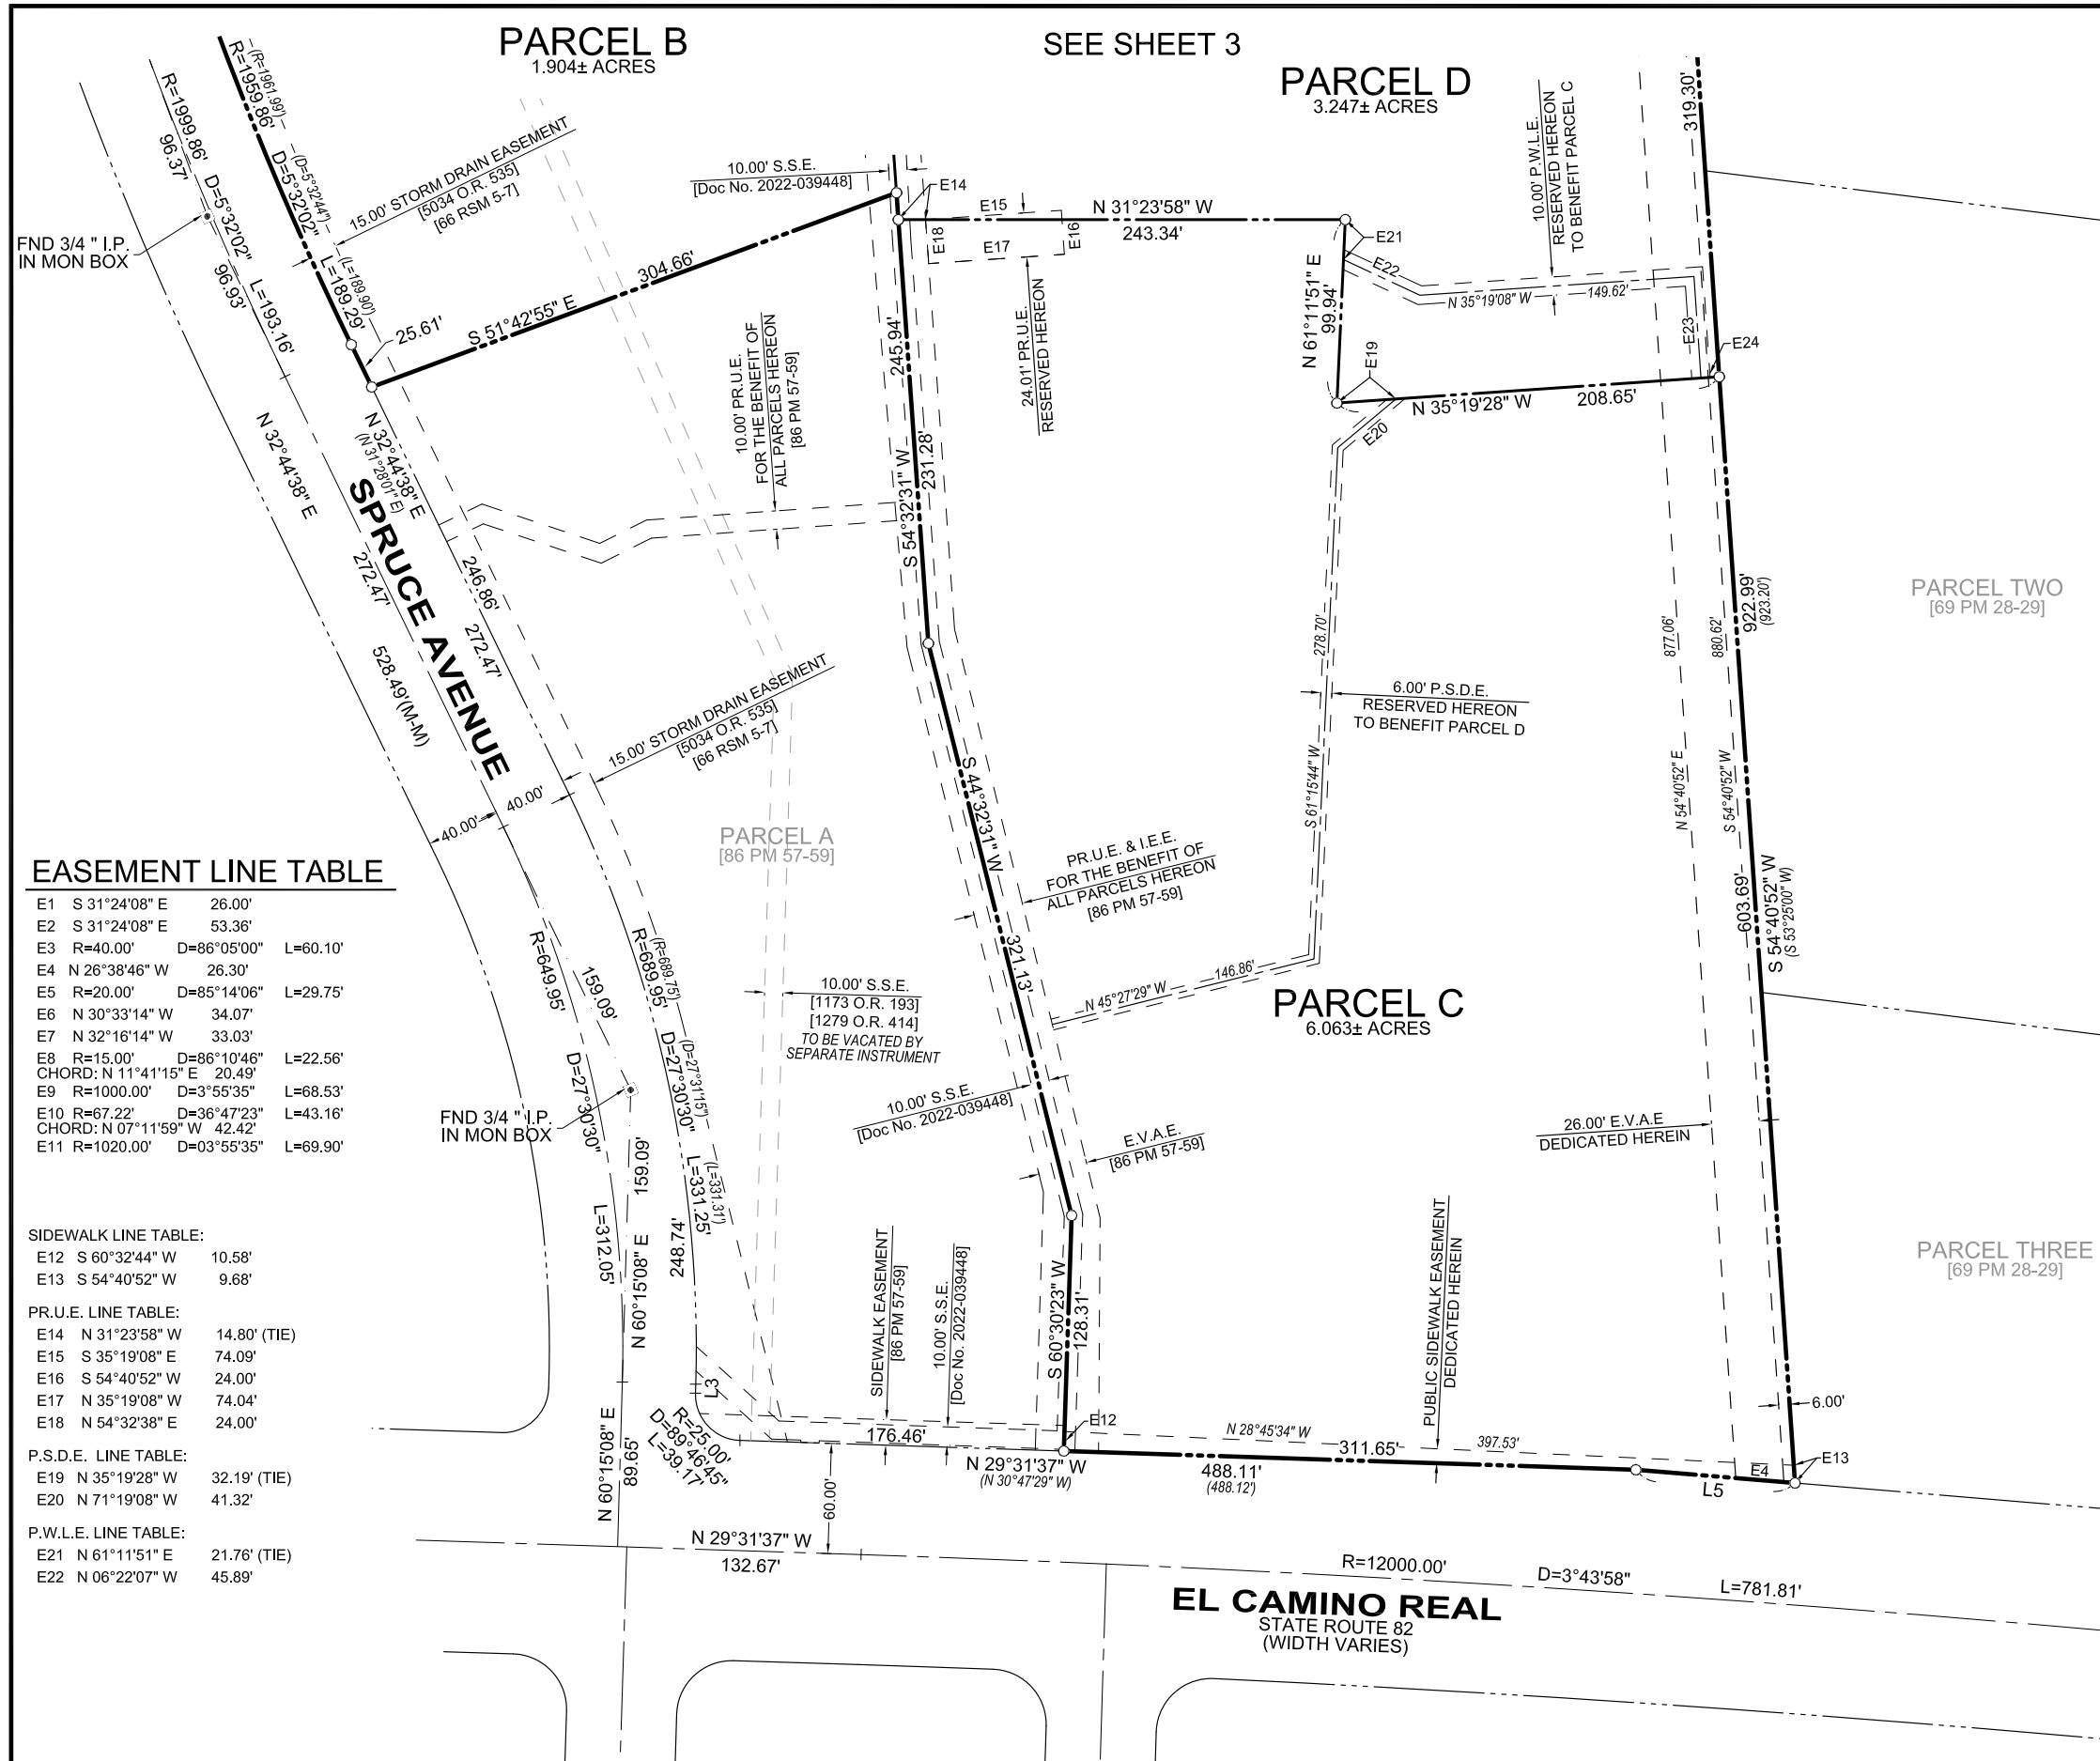 PARCEL B
1.904± ACRES
SEE SHEET 3
PARCEL D
3.247± ACRES
R=1959.86'
D=5°32'02"
L=189.29'
(R=1961.99')
(D=5°32'44")
(L=189.90')
R=1999.86'
D=5°32'02"
L=193.16'
96.37'
96.93'
FND 3/4 " I.P.
IN MON BOX
15.00' STORM DRAIN EASEMENT
[5034 O.R. 535]
[66 RSM 5-7]
10.00' S.S.E.
[Doc No. 2022-039448]
E14
E15
E16
E17
E18
N 31°23'58" W
243.34'
10.00' P.W.L.E.
RESERVED HEREON
TO BENEFIT PARCEL C
319.30'
E21
E22
N 35°19'08" W
149.62'
E23
E24
N 61°11'51" E
99.94'
E19
N 35°19'28" W
208.65'
E20
25.61'
S 51°42'55" E
304.66'
245.94'
231.28'
S 54°32'31" W
24.01' PR.U.E.
RESERVED HEREON
10.00' PR.U.E.
FOR THE BENEFIT OF
ALL PARCELS HEREON
[86 PM 57-59]
N 32°44'38" E
N 32°44'38" E
(N 31°28'01" E)
SPRUCE AVENUE
272.47'
246.86'
272.47'
528.49'(M-M)
15.00' STORM DRAIN EASEMENT
[5034 O.R. 535]
[66 RSM 5-7]
40.00'
40.00'
PARCEL A
[86 PM 57-59]
278.70'
S 61°15'44" W
6.00' P.S.D.E.
RESERVED HEREON
TO BENEFIT PARCEL D
877.06'
N 54°40'52" E
880.62'
S 54°40'52" W
922.99'
(923.20')
603.69'
S 54°40'52" W
(S 53°25'00" W)
PARCEL TWO
[69 PM 28-29]
S 44°32'31" W
321.13'
PR.U.E. & I.E.E.
FOR THE BENEFIT OF
ALL PARCELS HEREON
[86 PM 57-59]
N 45°27'29" W
146.86'
PARCEL C
6.063± ACRES
EASEMENT LINE TABLE
E1 S 31°24'08" E 26.00'
E2 S 31°24'08" E 53.36'
E3 R=40.00' D=86°05'00" L=60.10'
E4 N 26°38'46" W 26.30'
E5 R=20.00' D=85°14'06" L=29.75'
E6 N 30°33'14" W 34.07'
E7 N 32°16'14" W 33.03'
E8 R=15.00' D=86°10'46" L=22.56'
CHORD: N 11°41'15" E 20.49'
E9 R=1000.00' D=3°55'35" L=68.53'
E10 R=67.22' D=36°47'23" L=43.16'
CHORD: N 07°11'59" W 42.42'
E11 R=1020.00' D=03°55'35" L=69.90'
SIDEWALK LINE TABLE:
E12 S 60°32'44" W 10.58'
E13 S 54°40'52" W 9.68'
PR.U.E. LINE TABLE:
E14 N 31°23'58" W 14.80' (TIE)
E15 S 35°19'08" E 74.09'
E16 S 54°40'52" W 24.00'
E17 N 35°19'08" W 74.04'
E18 N 54°32'38" E 24.00'
P.S.D.E. LINE TABLE:
E19 N 35°19'28" W 32.19' (TIE)
E20 N 71°19'08" W 41.32'
P.W.L.E. LINE TABLE:
E21 N 61°11'51" E 21.76' (TIE)
E22 N 06°22'07" W 45.89'
R=649.95'
D=27°30'30"
L=312.05'
159.09'
R=689.95'
D=27°30'30"
L=331.25'
(R=689.75')
(D=27°31'15")
(L=331.31')
FND 3/4 " I.P.
IN MON BOX
159.09'
N 60°15'08" E
248.74'
10.00' S.S.E.
[1173 O.R. 193]
[1279 O.R. 414]
TO BE VACATED BY
SEPARATE INSTRUMENT
10.00' S.S.E.
[Doc No. 2022-039448]
E.V.A.E.
[86 PM 57-59]
26.00' E.V.A.E
DEDICATED HEREIN
PARCEL THREE
[69 PM 28-29]
SIDEWALK EASEMENT
[86 PM 57-59]
10.00' S.S.E.
[Doc No. 2022-039448]
S 60°30'23" W
128.31'
PUBLIC SIDEWALK EASEMENT
DEDICATED HEREIN
6.00'
L3
R=25.00'
D=89°46'45"
L=39.17'
N 60°15'08" E
89.65'
176.46'
E12
N 28°45'34" W
397.53'
311.65'
E4
E13
L5
N 29°31'37" W
(N 30°47'29" W)
488.11'
(488.12')
60.00'
N 29°31'37" W
132.67'
R=12000.00'
D=3°43'58"
L=781.81'
EL CAMINO REAL
STATE ROUTE 82
(WIDTH VARIES)